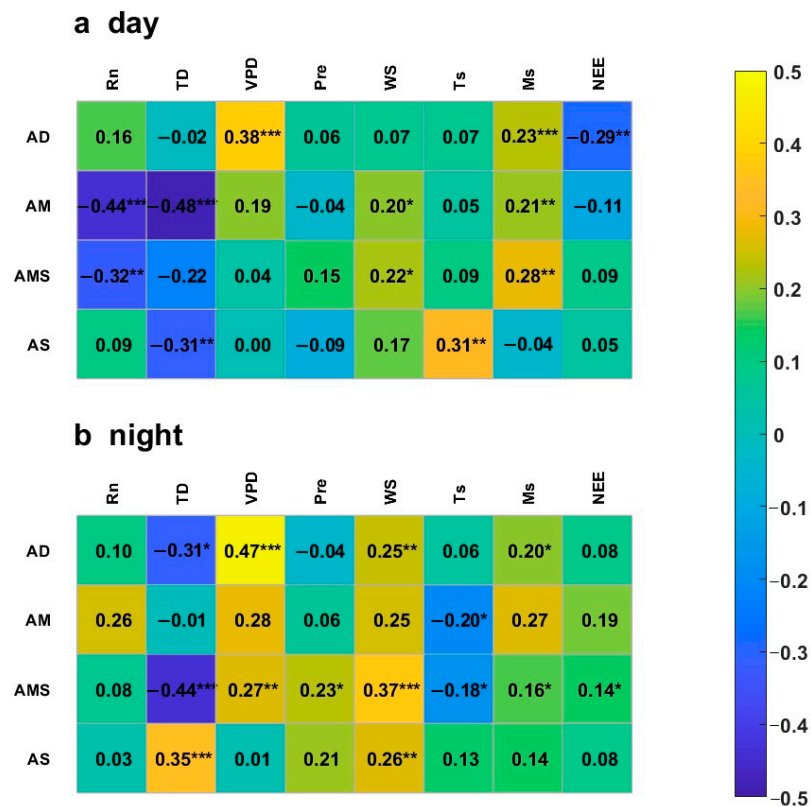 a day
Rn TD VPD Pre WS Ts Ms NEE
AD 0.16 −0.02 0.38*** 0.06 0.07 0.07 0.23*** −0.29**
AM −0.44*** −0.48*** 0.19 −0.04 0.20* 0.05 0.21** −0.11
AMS −0.32** −0.22 0.04 0.15 0.22* 0.09 0.28** 0.09
AS 0.09 −0.31** 0.00 −0.09 0.17 0.31** −0.04 0.05
b night
Rn TD VPD Pre WS Ts Ms NEE
AD 0.10 −0.31* 0.47*** −0.04 0.25** 0.06 0.20* 0.08
AM 0.26 −0.01 0.28 0.06 0.25 −0.20* 0.27 0.19
AMS 0.08 −0.44*** 0.27** 0.23* 0.37*** −0.18* 0.16* 0.14*
AS 0.03 0.35*** 0.01 0.21 0.26** 0.13 0.14 0.08
0.5
0.4
0.3
0.2
0.1
0
−0.1
−0.2
−0.3
−0.4
−0.5